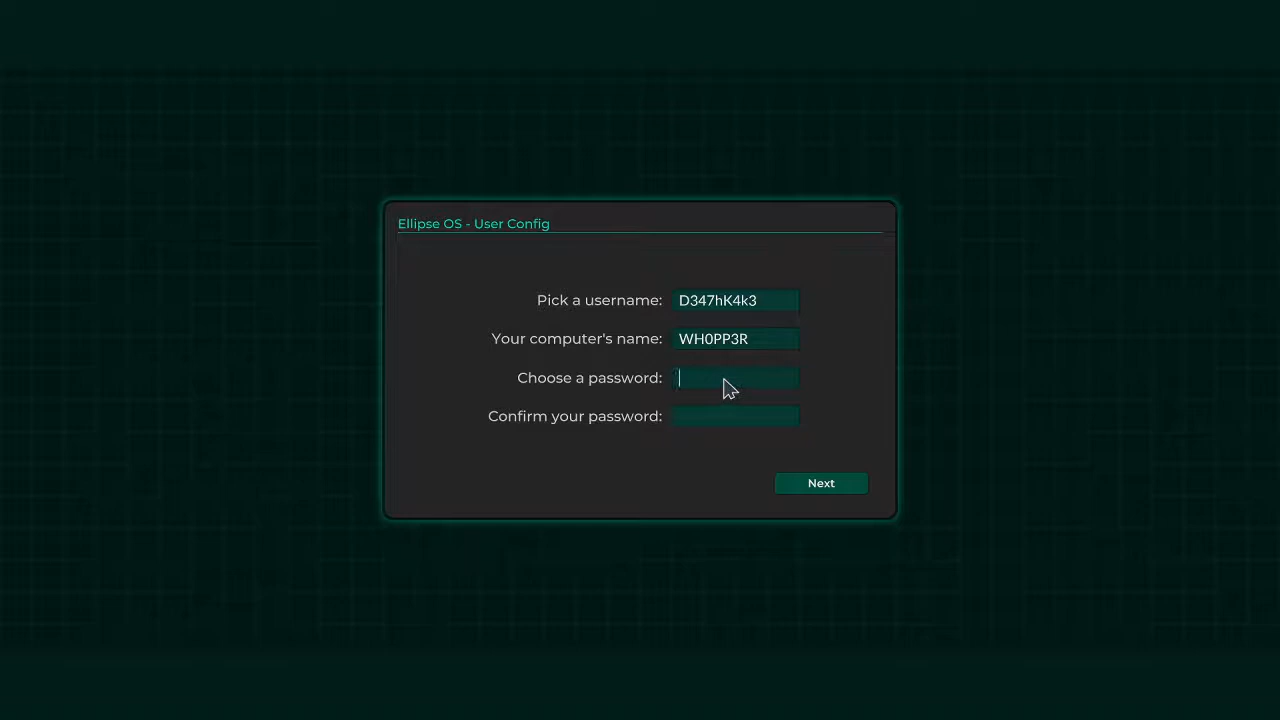 Ellipse OS - User Config
Pick a username: D347hK4k3
Your computer's name: WH0PP3R
Choose a password:
Confirm your password:
Next